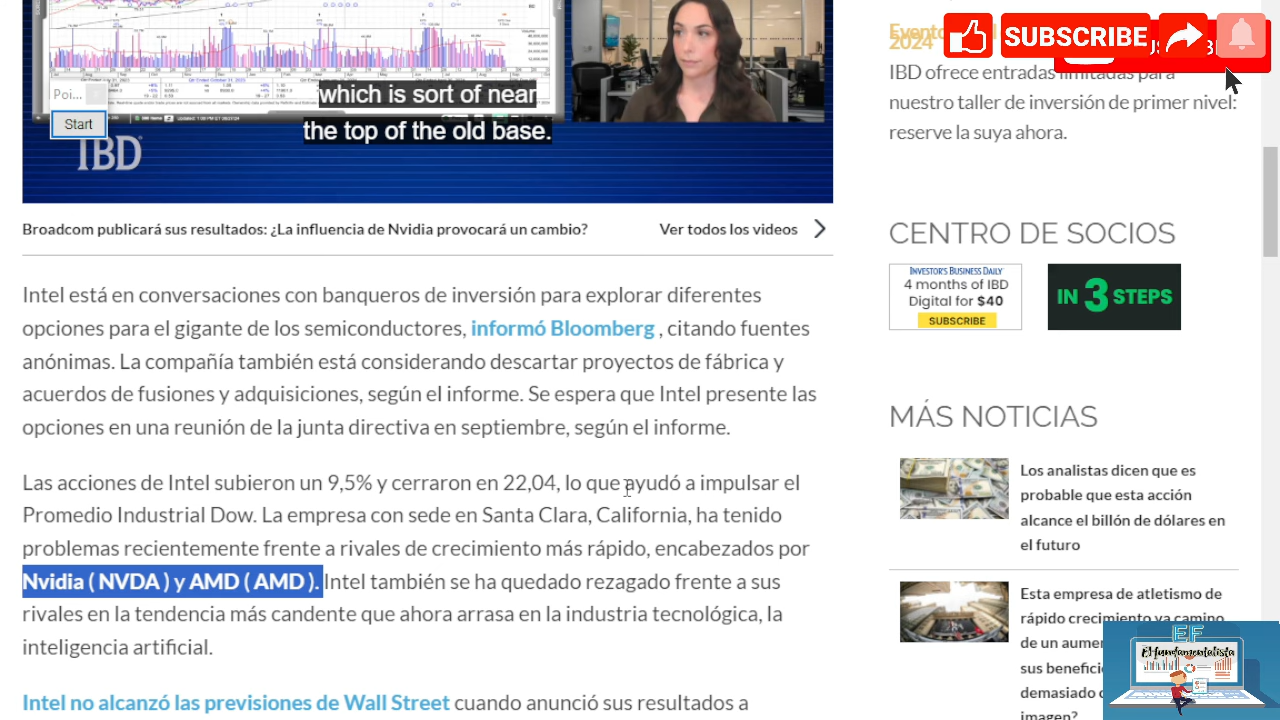 which is sort of near
the top of the old base.
Poi...
Start
IBD
Broadcom publicará sus resultados: ¿La influencia de Nvidia provocará un cambio?
Ver todos los videos
Intel está en conversaciones con banqueros de inversión para explorar diferentes
opciones para el gigante de los semiconductores, informó Bloomberg , citando fuentes
anónimas. La compañía también está considerando descartar proyectos de fábrica y
acuerdos de fusiones y adquisiciones, según el informe. Se espera que Intel presente las
opciones en una reunión de la junta directiva en septiembre, según el informe.
Las acciones de Intel subieron un 9,5% y cerraron en 22,04, lo que ayudó a impulsar el
Promedio Industrial Dow. La empresa con sede en Santa Clara, California, ha tenido
problemas recientemente frente a rivales de crecimiento más rápido, encabezados por
Nvidia ( NVDA ) y AMD ( AMD ). Intel también se ha quedado rezagado frente a sus
rivales en la tendencia más candente que ahora arrasa en la industria tecnológica, la
inteligencia artificial.
Intel no alcanzó las previsiones de Wall Street cuando anunció sus resultados a
SUBSCRIBE
2024
IBD ofrece entradas limitadas para
nuestro taller de inversión de primer nivel:
reserve la suya ahora.
CENTRO DE SOCIOS
INVESTOR'S BUSINESS DAILY
4 months of IBD
Digital for $40
SUBSCRIBE
IN 3 STEPS
MÁS NOTICIAS
Los analistas dicen que es
probable que esta acción
alcance el billón de dólares en
el futuro
Esta empresa de atletismo de
rápido crecimiento va camino
de un
sus
demasiado
imagen?
EF
El fundamentalista